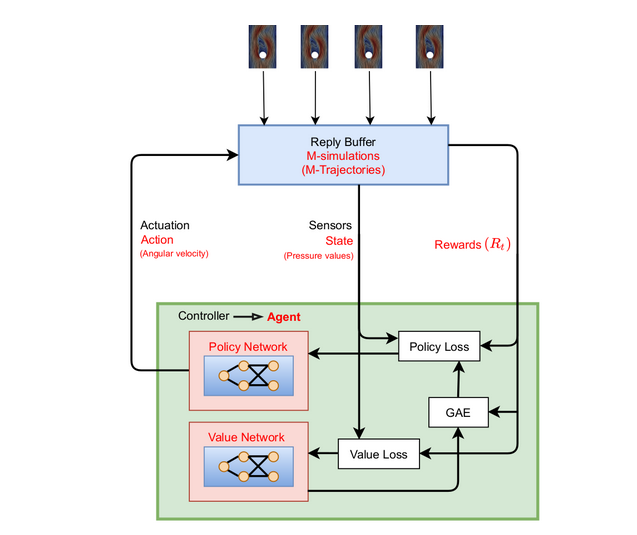 Reply Buffer
M-simulations
(M-Trajectories)
Actuation
Action
(Angular velocity)
Sensors
State
(Pressure values)
Rewards (R_t)
Controller
Agent
Policy Network
Policy Loss
GAE
Value Network
Value Loss